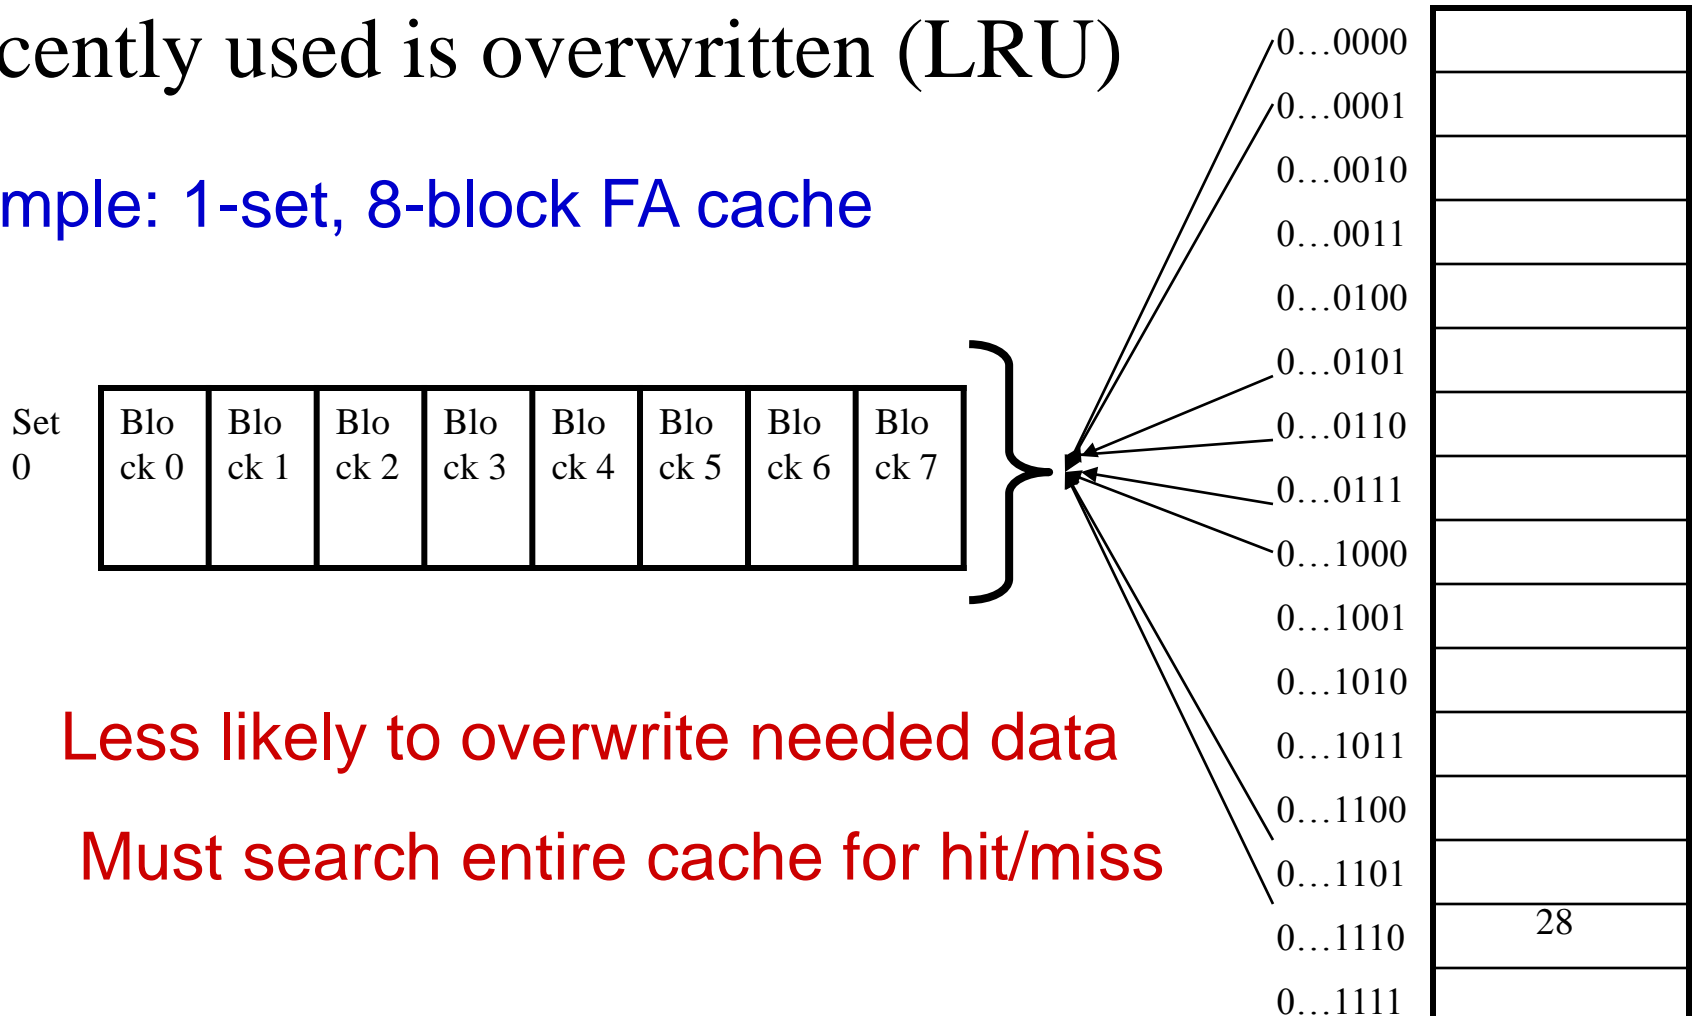 cently used is overwritten (LRU)
mple: 1-set, 8-block FA cache
Set
0
Blo
ck 0
Blo
ck 1
Blo
ck 2
Blo
ck 3
Blo
ck 4
Blo
ck 5
Blo
ck 6
Blo
ck 7
Less likely to overwrite needed data
Must search entire cache for hit/miss
0…0000
0…0001
0…0010
0…0011
0…0100
0…0101
0…0110
0…0111
0…1000
0…1001
0…1010
0…1011
0…1100
0…1101
0…1110
0…1111
28